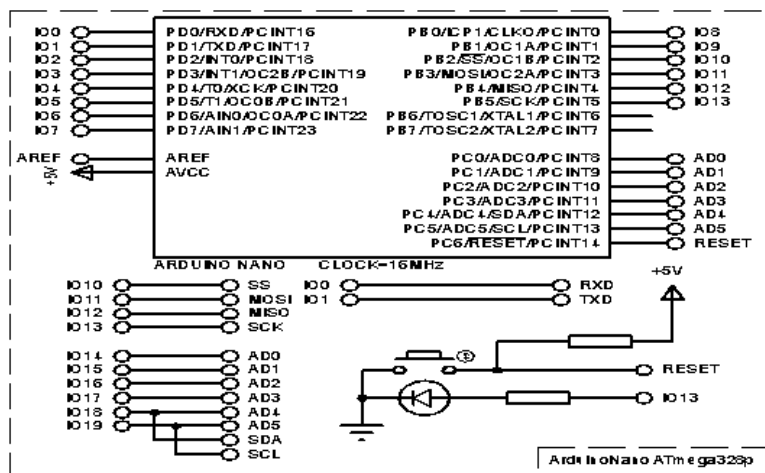 IO0 PD0/RXD/PCINT16 PB0/ICP1/CLKO/PCINT0 IO8
IO1 PD1/TXD/PCINT17 PB1/OC1A/PCINT1 IO9
IO2 PD2/INT0/PCINT18 PB2/SS/OC1B/PCINT2 IO10
IO3 PD3/INT1/OC2B/PCINT19 PB3/MOSI/OC2A/PCINT3 IO11
IO4 PD4/T0/XCK/PCINT20 PB4/MISO/PCINT4 IO12
IO5 PD5/T1/OC0B/PCINT21 PB5/SCK/PCINT5 IO13
IO6 PD6/AIN0/OC0A/PCINT22 PB6/TOSC1/XTAL1/PCINT6
IO7 PD7/AIN1/PCINT23 PB7/TOSC2/XTAL2/PCINT7
AREF AREF PC0/ADC0/PCINT8 AD0
+5V AVCC PC1/ADC1/PCINT9 AD1
PC2/ADC2/PCINT10 AD2
PC3/ADC3/PCINT11 AD3
PC4/ADC4/SDA/PCINT12 AD4
PC5/ADC5/SCL/PCINT13 AD5
PC6/RESET/PCINT14 RESET
ARDUINO NANO CLOCK=16MHz
IO10 SS IO0 RXD
IO11 MOSI IO1 TXD
IO12 MISO
IO13 SCK
+5V
IO14 AD0
IO15 AD1 RESET
IO16 AD2
IO17 AD3 IO13
IO18 AD4
IO19 AD5
SDA
SCL
ArduinoNano ATmega328p